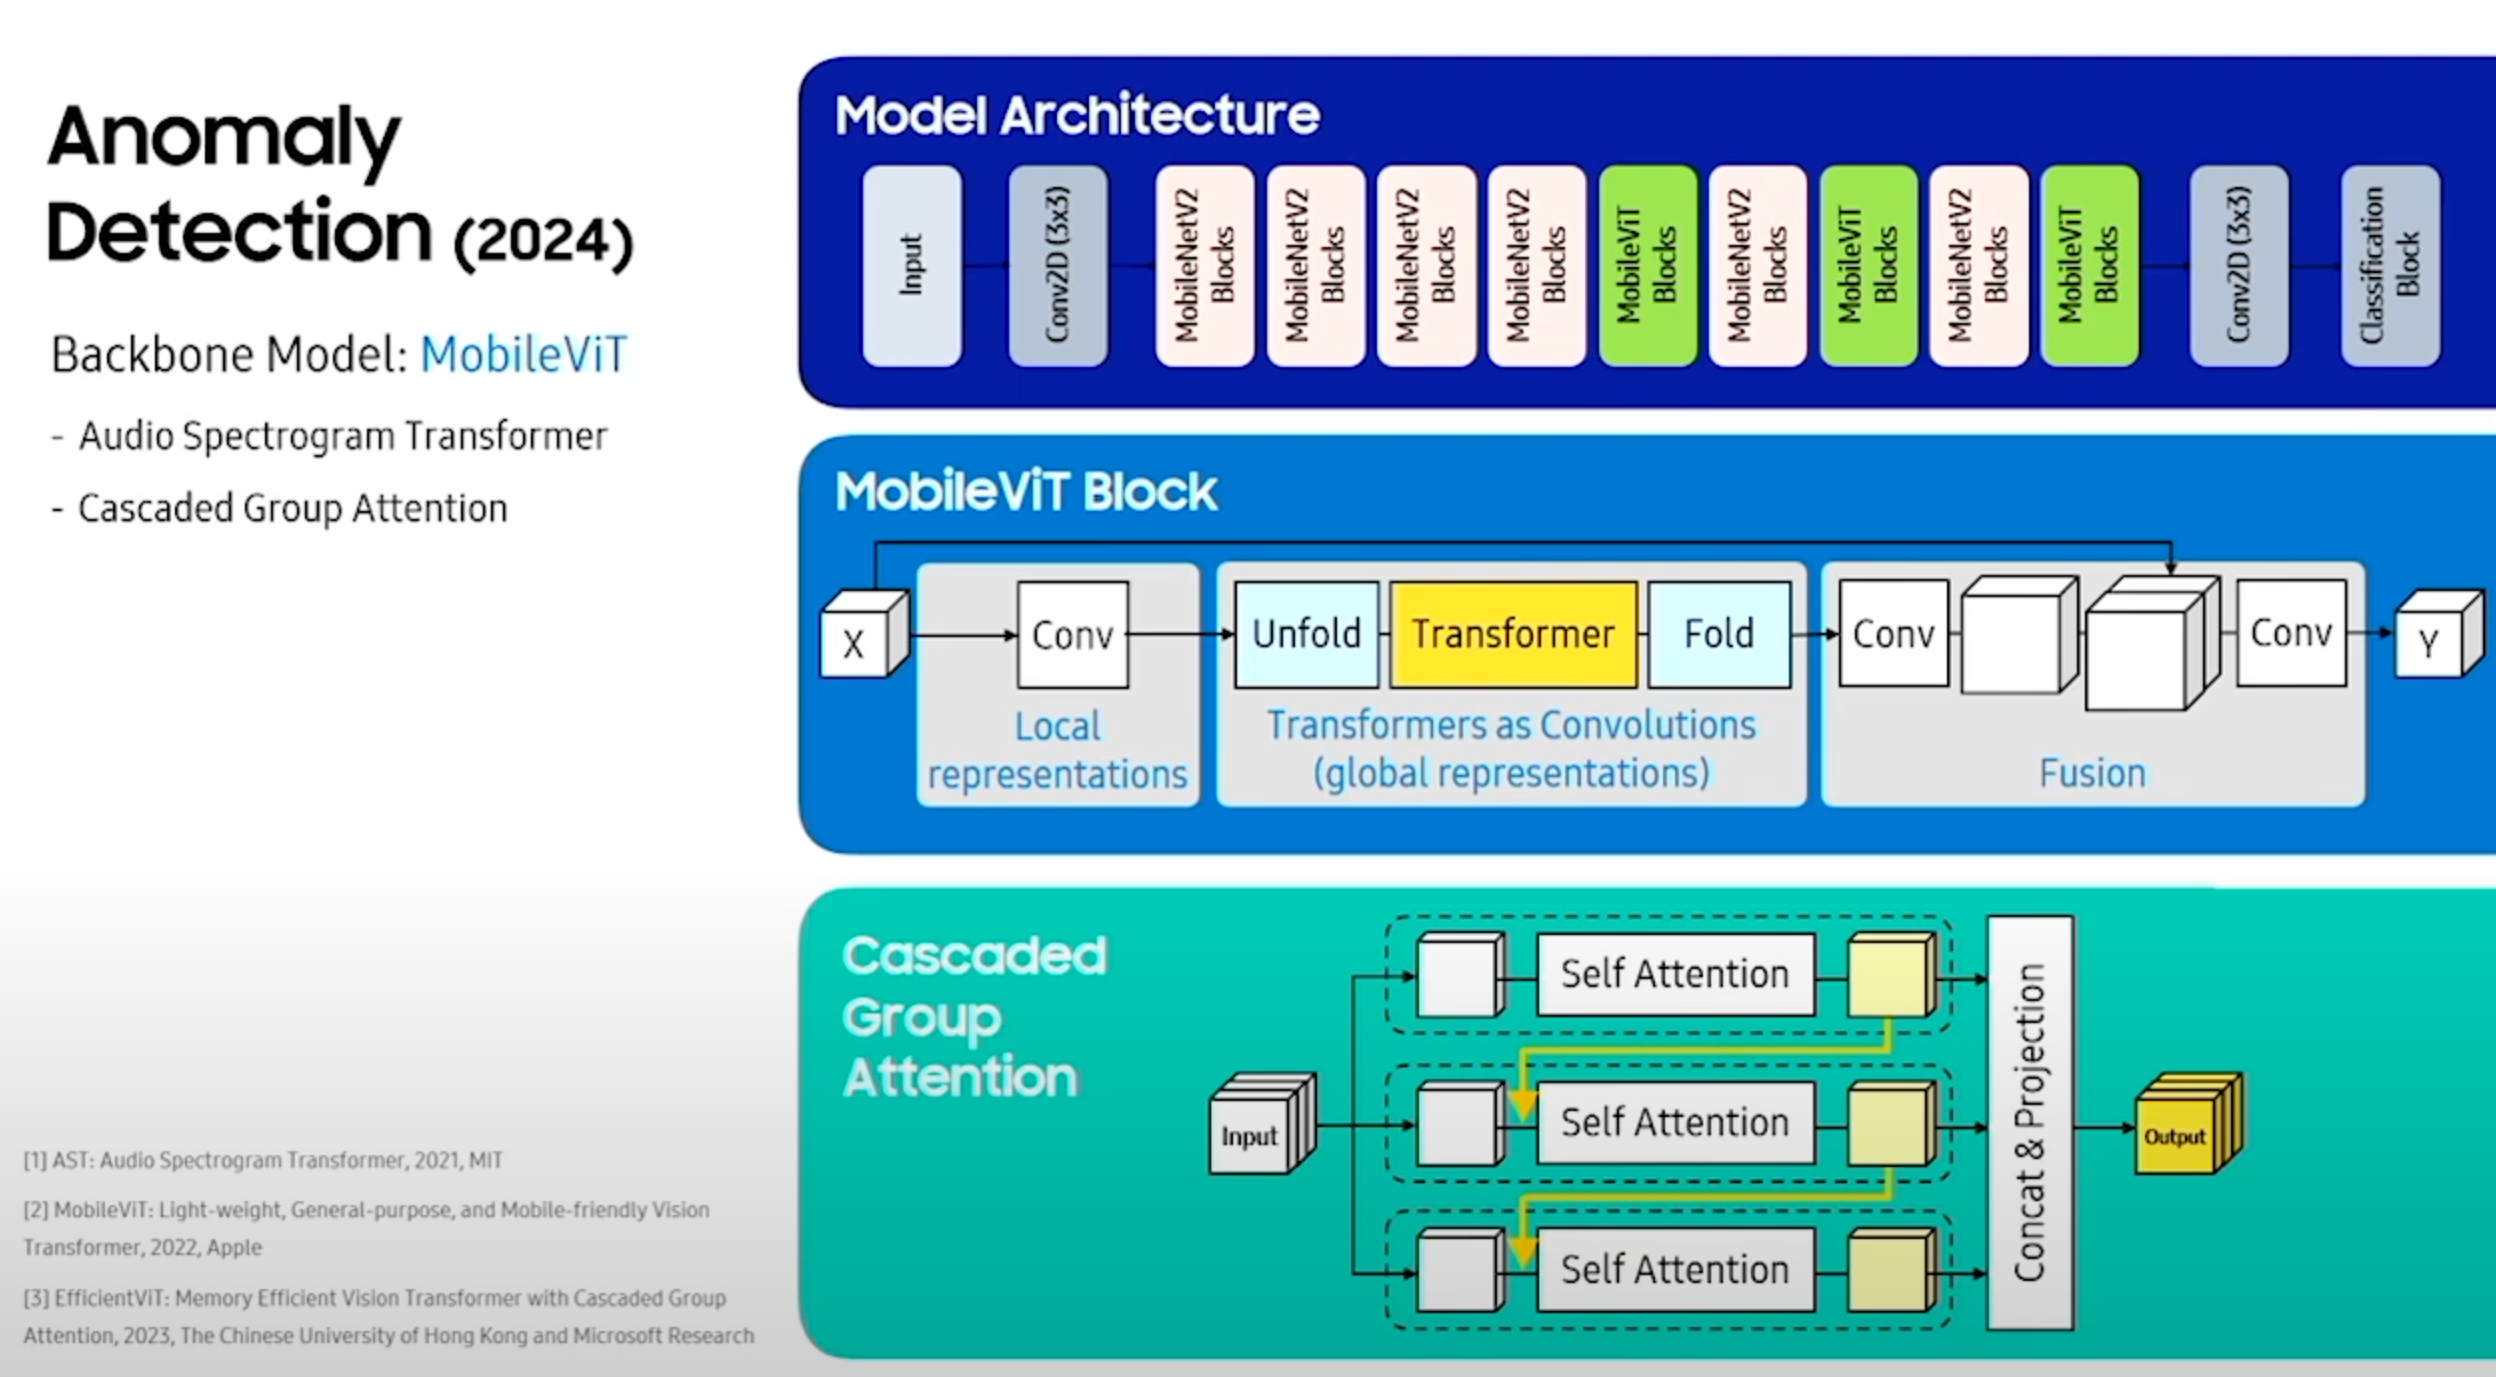 Anomaly
Detection (2024)
Backbone Model: MobileViT
- Audio Spectrogram Transformer
- Cascaded Group Attention
[1] AST: Audio Spectrogram Transformer, 2021, MIT
[2] MobileViT: Light-weight, General-purpose, and Mobile-friendly Vision
Transformer, 2022, Apple
[3] EfficientViT: Memory Efficient Vision Transformer with Cascaded Group
Attention, 2023, The Chinese University of Hong Kong and Microsoft Research
Model Architecture
Input
Conv2D (3x3)
MobileNetV2
Blocks
MobileNetV2
Blocks
MobileNetV2
Blocks
MobileNetV2
Blocks
MobileViT
Blocks
MobileNetV2
Blocks
MobileViT
Blocks
MobileNetV2
Blocks
MobileViT
Blocks
Conv2D (3x3)
Classification
Block
MobileViT Block
X
Conv
Local
representations
Unfold
Transformer
Fold
Transformers as Convolutions
(global representations)
Conv
Conv
Fusion
Y
Cascaded
Group
Attention
Input
Self Attention
Self Attention
Self Attention
Concat & Projection
Output